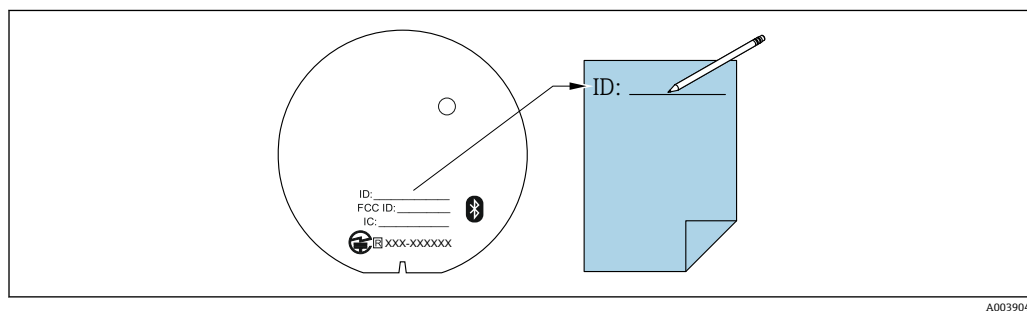 ID:
ID:
FCC ID:
IC:
R XXX-XXXXXX
A003904